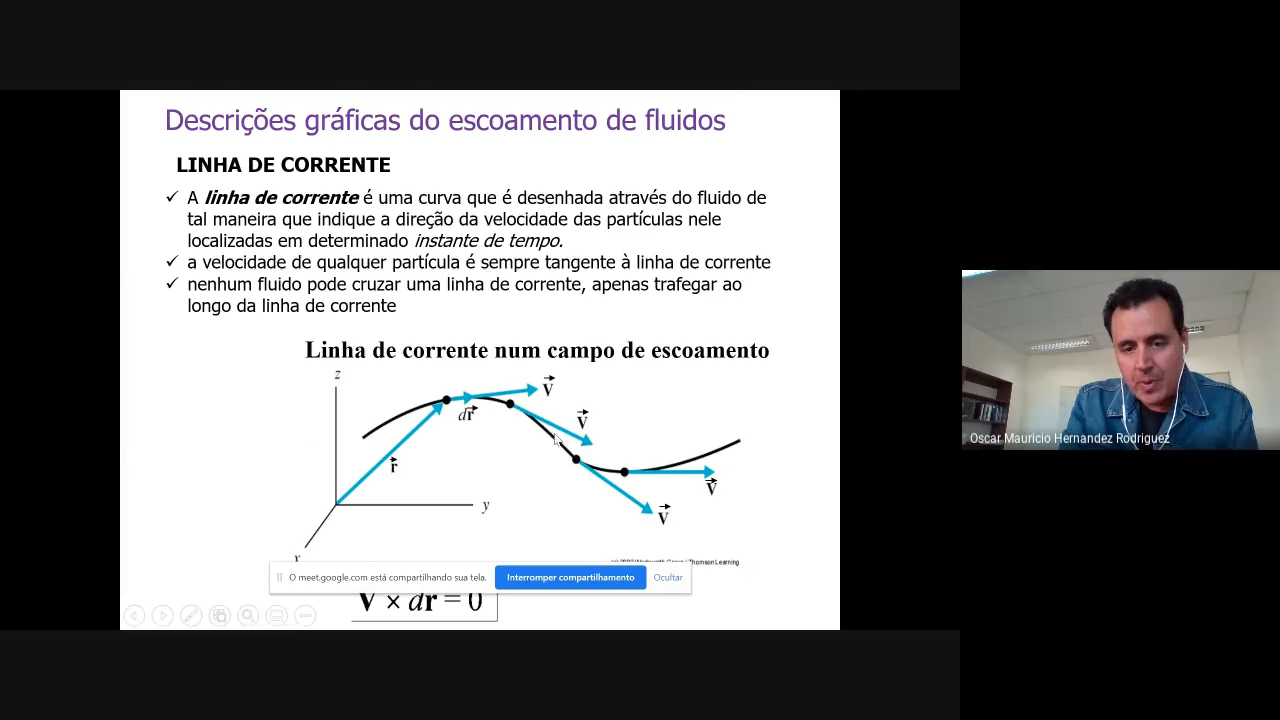 Descrições gráficas do escoamento de fluidos
LINHA DE CORRENTE
✓ A linha de corrente é uma curva que é desenhada através do fluido de
tal maneira que indique a direção da velocidade das partículas nele
localizadas em determinado instante de tempo.
✓ a velocidade de qualquer partícula é sempre tangente à linha de corrente
✓ nenhum fluido pode cruzar uma linha de corrente, apenas trafegar ao
longo da linha de corrente
Linha de corrente num campo de escoamento
z
V
dr
V
r
V
y
V
x
Thomson Learning
O meet.google.com está compartilhando sua tela.
Interromper compartilhamento
Ocultar
V × dr = 0
Oscar Mauricio Hernandez Rodriguez